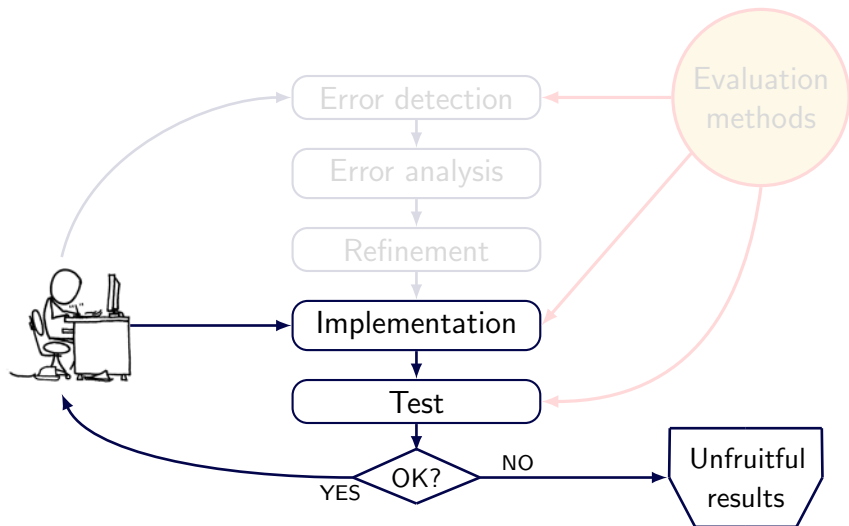 Error detection
Evaluation
methods
Error analysis
Refinement
Implementation
Test
OK?
YES
NO
Unfruitful
results